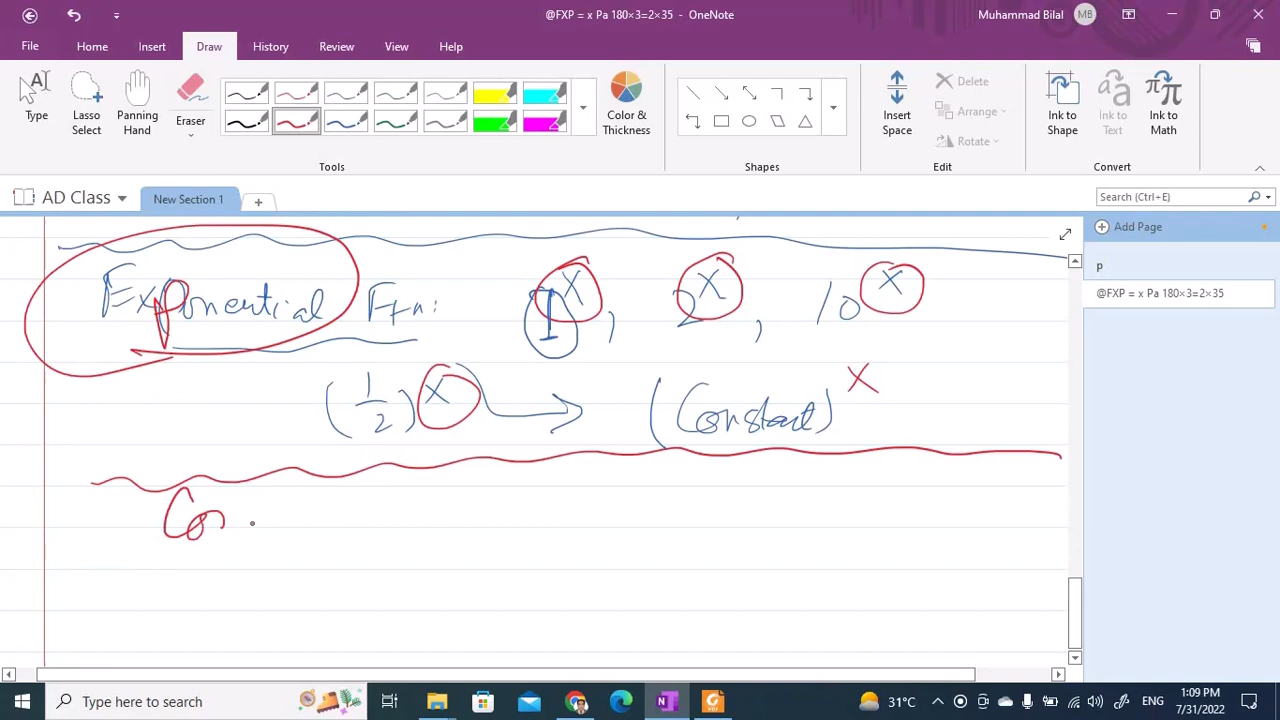 @FXP = x Pa 180×3=2×35 - OneNote
Muhammad Bilal MB
File Home Insert Draw History Review View Help
Type
Lasso Select
Panning Hand
Eraser
Color & Thickness
Insert Space
Delete
Arrange
Rotate
Ink to Shape
Ink to Text
Ink to Math
Tools Shapes Edit Convert
AD Class New Section 1 + Search (Ctrl+E)
Add Page
p
@FXP = x Pa 180×3=2×35
Exponential Ftn: 1^x, 2^x, 10^x
(1/2)^x → (Constant)^x
Con
Type here to search
31°C ENG 1:09 PM
7/31/2022